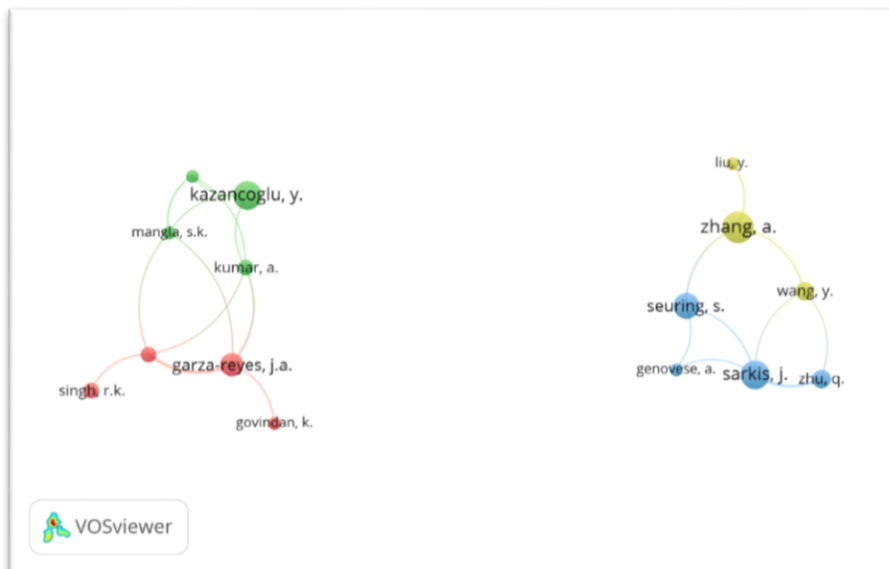 liu, y.
kazancoglu, y.
zhang, a.
mangla, s.k.
kumar, a.
wang, y.
seuring, s.
garza-reyes, j.a.
genovese, a.
sarkis, j.
zhu, q.
singh, r.k.
govindan, k.
VOSviewer